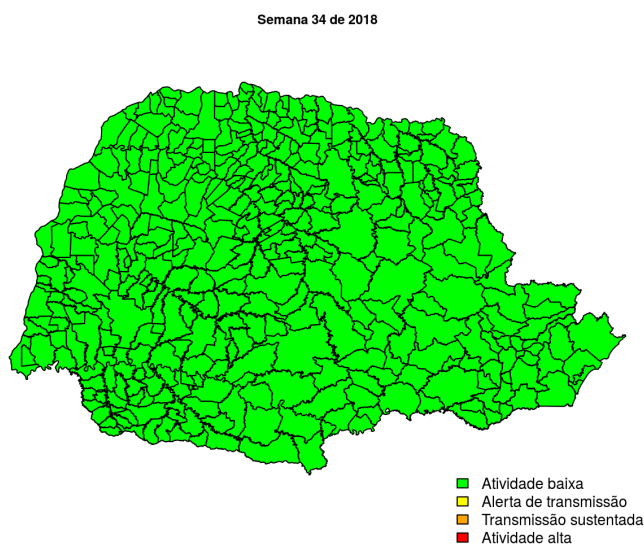 Semana 34 de 2018
Atividade baixa
Alerta de transmissão
Transmissão sustentada
Atividade alta